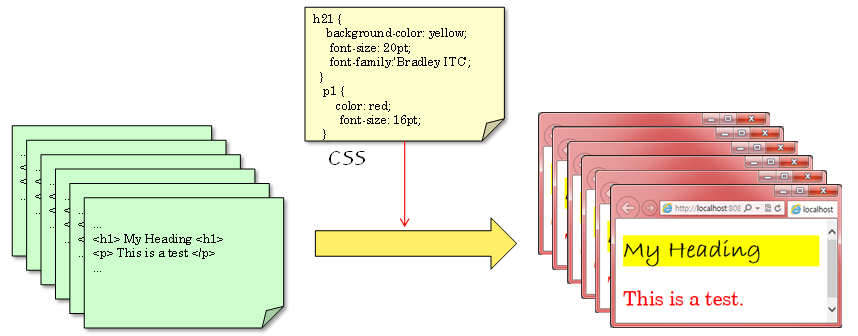 h21 {
background-color: yellow;
font-size: 20pt;
font-family:'Bradley ITC';
}
p1 {
color: red;
font-size: 16pt;
}
CSS
...
<h1> My Heading <h1>
<p> This is a test </p>
...
http://localhost:808
localhost
My Heading
This is a test.